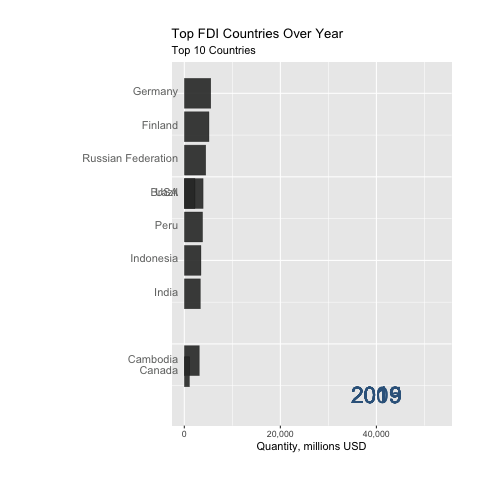 Top FDI Countries Over Year
Top 10 Countries
Germany
Finland
Russian Federation
USA
Peru
Indonesia
India
Cambodia
Canada
0
20,000
40,000
Quantity, millions USD